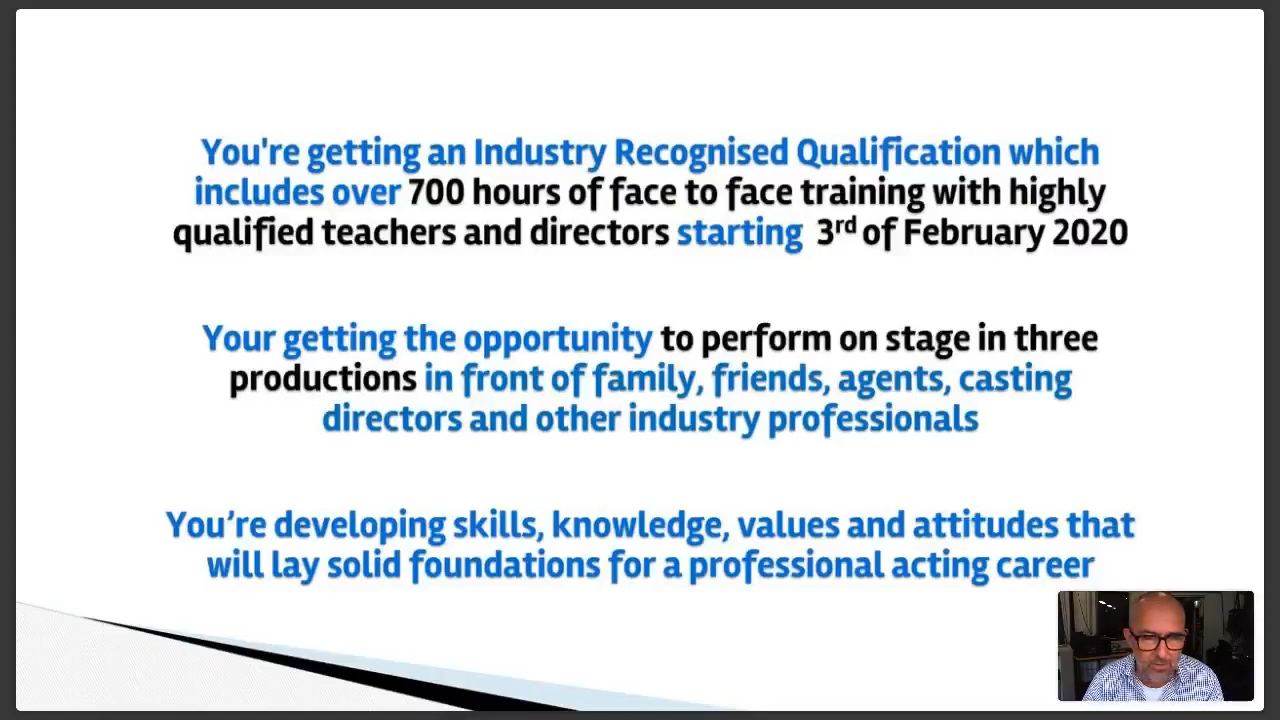 You're getting an Industry Recognised Qualification which
includes over 700 hours of face to face training with highly
qualified teachers and directors starting 3rd of February 2020
Your getting the opportunity to perform on stage in three
productions in front of family, friends, agents, casting
directors and other industry professionals
You’re developing skills, knowledge, values and attitudes that
will lay solid foundations for a professional acting career